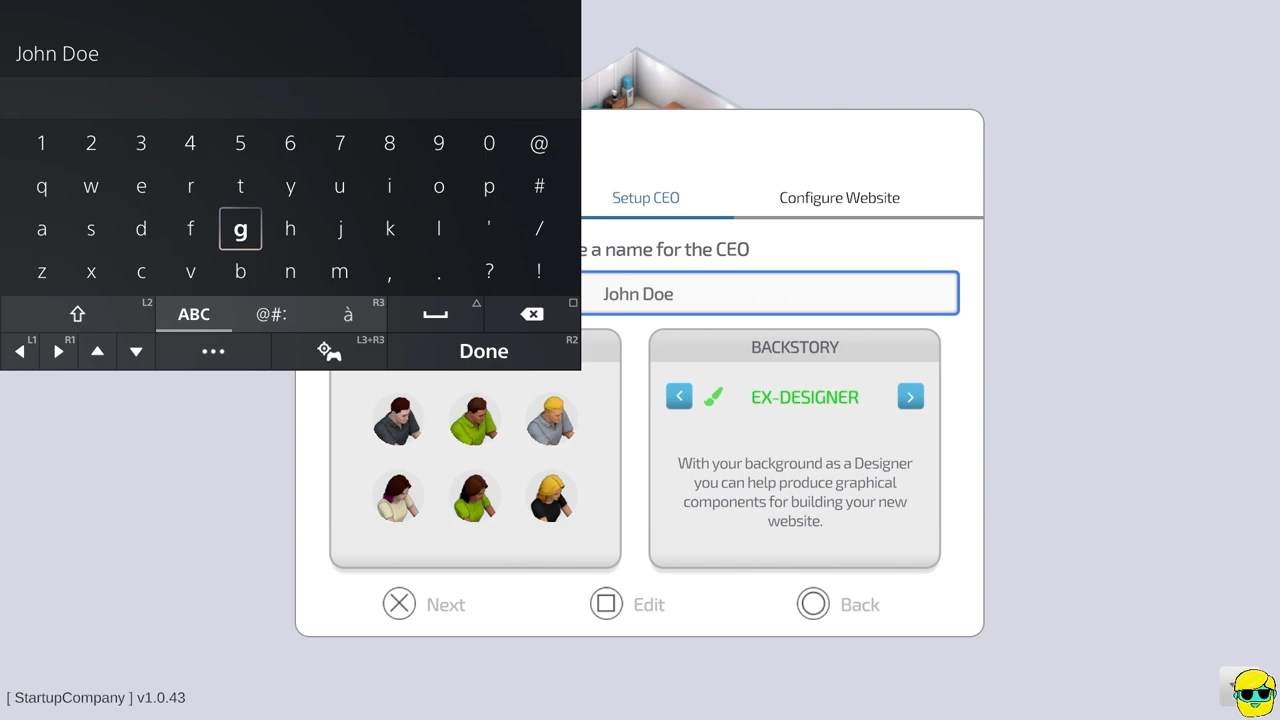 John Doe
1 2 3 4 5 6 7 8 9 0 @
q w e r t y u i o p #
a s d f g h j k l ' /
z x c v b n m , . ? !
L2 ABC @#: à R3
L1 R1 ... L3+R3 Done R2
Setup CEO Configure Website
e a name for the CEO
John Doe
BACKSTORY
EX-DESIGNER
With your background as a Designer
you can help produce graphical
components for building your new
website.
Next Edit Back
[ StartupCompany ] v1.0.43